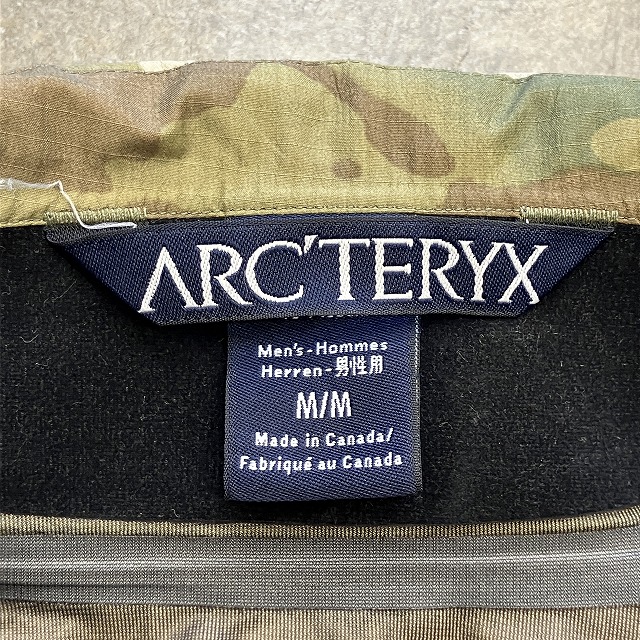 ARC'TERYX
Men's-Hommes
Herren-男性用
M/M
Made in Canada/
Fabriqué au Canada